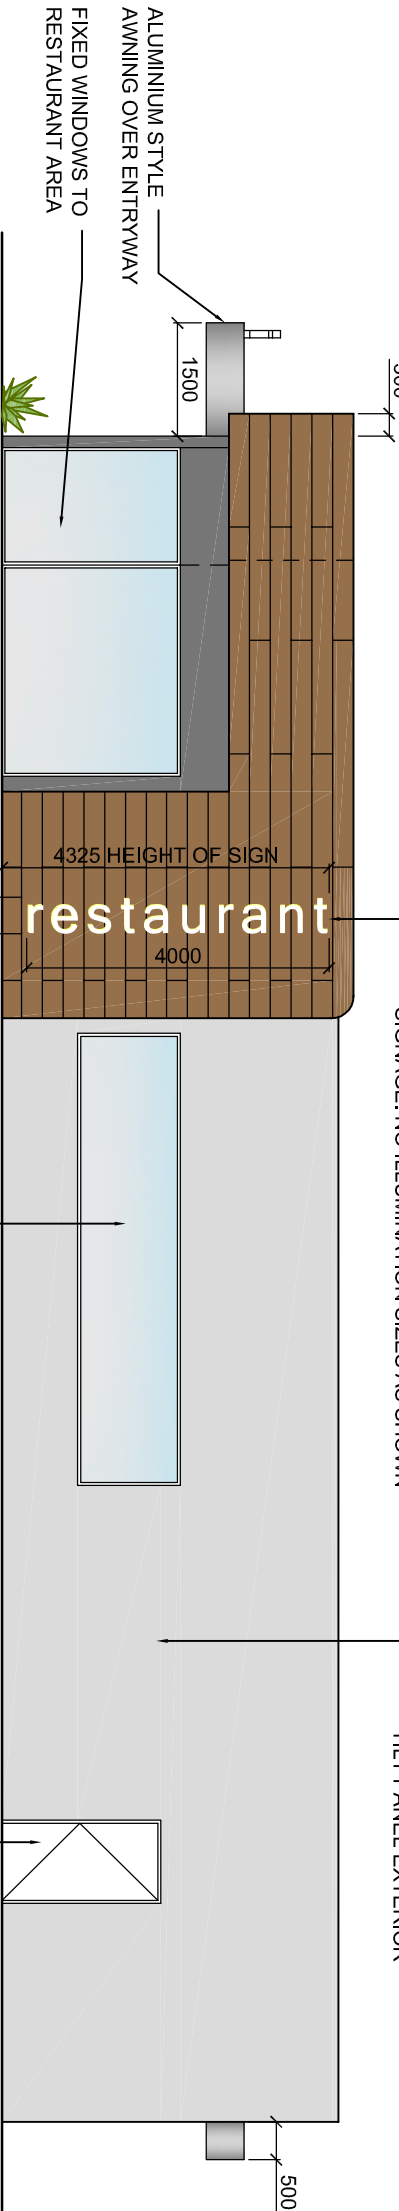 ALUMINIUM STYLE
AWNING OVER ENTRYWAY
FIXED WINDOWS TO
RESTAURANT AREA
1500
4325 HEIGHT OF SIGN
restaurant
4000
500